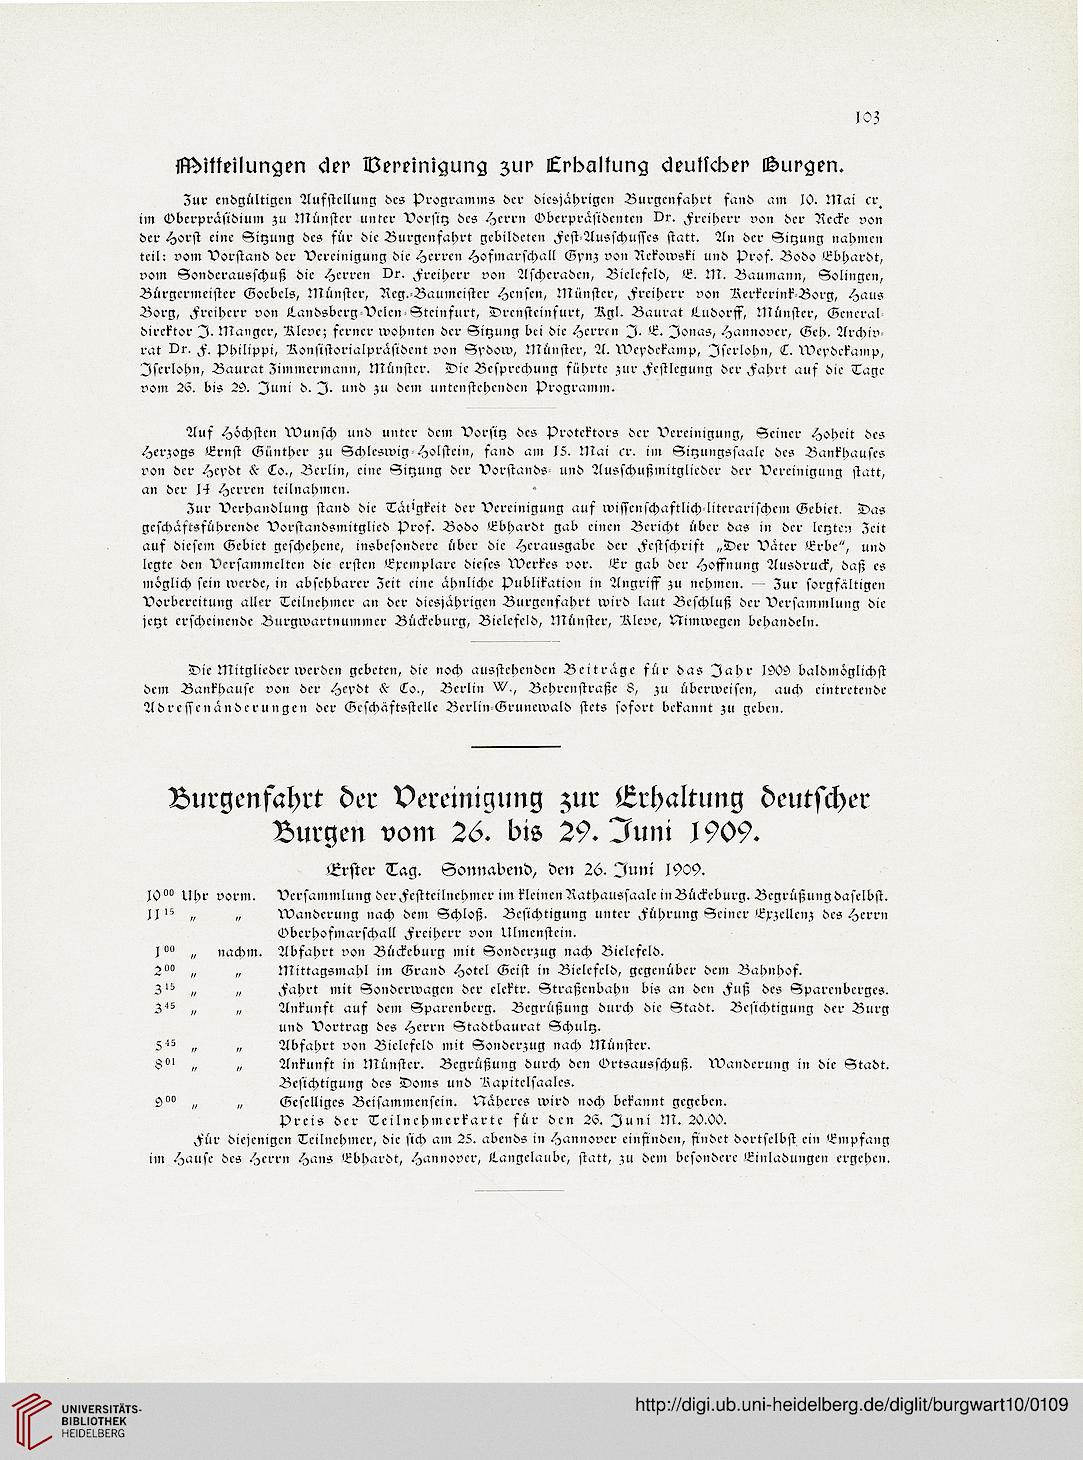 103
Mitteilungen der Vereinigung zur Erhaltung deutscher Burgen.
Zur endgültigen Aufstellung des Programms der diesjährigen Burgenfahrt fand am 10. Mai cr.
im Oberpräsidium zu Münster unter Vorsitz des Herrn Oberpräsidenten Dr. Freiherr von der Recke von
der Horst eine Sitzung des für die Burgenfahrt gebildeten Fest-Ausschusses statt. An der Sitzung nahmen
teil: vom Vorstand der Vereinigung die Herren Hofmarschall Gynz von Rekowski und Prof. Bodo Ebhardt,
vom Sonderausschuß die Herren Dr. Freiherr von Ascheraden, Bielefeld, E. M. Baumann, Solingen,
Bürgermeister Goebels, Münster, Reg.-Baumeister Hensen, Münster, Freiherr von Kerkerink-Borg, Haus
Borg, Freiherr von Landsberg-Velen-Steinfurt, Drensteinfurt, Kgl. Baurat Ludorff, Münster, General-
direktor J. Manger, Kleve; ferner wohnten der Sitzung bei die Herren J. E. Jonas, Hannover, Geh. Archiv-
rat Dr. F. Philippi, Konsistorialpräsident von Sydow, Münster, A. Weydekamp, Iserlohn, C. Weydekamp,
Iserlohn, Baurat Zimmermann, Münster. Die Besprechung führte zur Festlegung der Fahrt auf die Tage
vom 26. bis 29. Juni d. J. und zu dem untenstehenden Programm.
Auf Höchsten Wunsch und unter dem Vorsitz des Protektors der Vereinigung, Seiner Hoheit des
Herzogs Ernst Günther zu Schleswig-Holstein, fand am 15. Mai cr. im Sitzungssaale des Bankhauses
von der Heydt & Co., Berlin, eine Sitzung der Vorstands- und Ausschußmitglieder der Vereinigung statt,
an der 14 Herren teilnahmen.
Zur Verhandlung stand die Tätigkeit der Vereinigung auf wissenschaftlich-literarischem Gebiet. Das
geschäftsführende Vorstandsmitglied Prof. Bodo Ebhardt gab einen Bericht über das in der letzten Zeit
auf diesem Gebiet geschehene, insbesondere über die Herausgabe der Festschrift „Der Väter Erbe“, und
legte den Versammelten die ersten Exemplare dieses Werkes vor. Er gab der Hoffnung Ausdruck, daß es
möglich sein werde, in absehbarer Zeit eine ähnliche Publikation in Angriff zu nehmen. — Zur sorgfältigen
Vorbereitung aller Teilnehmer an der diesjährigen Burgenfahrt wird laut Beschluß der Versammlung die
jetzt erscheinende Burgwartnummer Bückeburg, Bielefeld, Münster, Kleve, Nimwegen behandeln.
Die Mitglieder werden gebeten, die noch ausstehenden Beiträge für das Jahr 1909 baldmöglichst
dem Bankhause von der Heydt & Co., Berlin W., Behrenstraße 8, zu überweisen, auch eintretende
Adressenänderungen der Geschäftsstelle Berlin-Grunewald stets sofort bekannt zu geben.
Burgenfahrt der Vereinigung zur Erhaltung deutscher
Burgen vom 26. bis 29. Juni 1909.
Erster Tag. Sonnabend, den 26. Juni 1909.
10⁰⁰ Uhr vorm. Versammlung der Festteilnehmer im kleinen Rathaussaale in Bückeburg. Begrüßung daselbst.
11¹⁵ „ „ Wanderung nach dem Schloß. Besichtigung unter Führung Seiner Exzellenz des Herrn
Oberhofmarschall Freiherr von Ulmenstein.
1⁰⁰ „ nachm. Abfahrt von Bückeburg mit Sonderzug nach Bielefeld.
2⁰⁰ „ „ Mittagsmahl im Grand Hotel Geist in Bielefeld, gegenüber dem Bahnhof.
3¹⁵ „ „ Fahrt mit Sonderwagen der elektr. Straßenbahn bis an den Fuß des Sparenberges.
3⁴⁵ „ „ Ankunft auf dem Sparenberg. Begrüßung durch die Stadt. Besichtigung der Burg
und Vortrag des Herrn Stadtbaurat Schultz.
5⁴⁵ „ „ Abfahrt von Bielefeld mit Sonderzug nach Münster.
8⁰¹ „ „ Ankunft in Münster. Begrüßung durch den Ortsausschuß. Wanderung in die Stadt.
Besichtigung des Doms und Kapitelsaales.
9⁰⁰ „ „ Geselliges Beisammensein. Näheres wird noch bekannt gegeben.
Preis der Teilnehmerkarte für den 26. Juni M. 20.00.
Für diejenigen Teilnehmer, die sich am 25. abends in Hannover einfinden, findet dortselbst ein Empfang
im Hause des Herrn Hans Ebhardt, Hannover, Langelaube, statt, zu dem besondere Einladungen ergehen.
UNIVERSITÄTS-
BIBLIOTHEK
HEIDELBERG
http://digi.ub.uni-heidelberg.de/diglit/burgwart10/0109